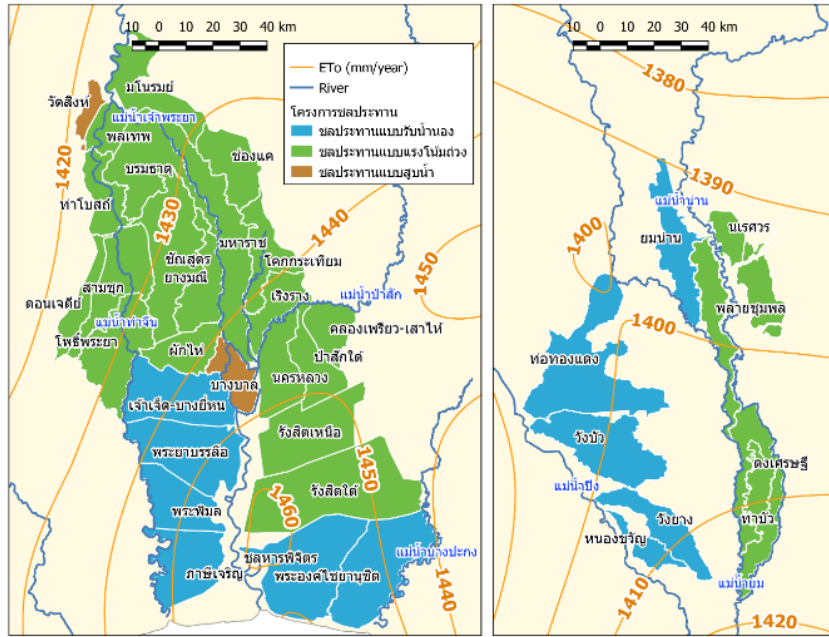 10 0 10 20 30 40 km
ETo (mm/year)
River
โครงการชลประทาน
ชลประทานแบบรับน้ำนอง
ชลประทานแบบแรงโน้มถ่วง
ชลประทานแบบสูบน้ำ
มโนรมย์
วัดสิงห์
แม่น้ำเจ้าพระยา
พลเทพ
ช่องแค
1420
บรมธาตุ
ท่าโบสถ์
1430
1440
มหาราช
ชัณสูตร
ยางมณี
โคกกระเทียม
1450
สามชุก
เริงราง
แม่น้ำป่าสัก
ดอนเจดีย์
แม่น้ำท่าจีน
คลองเพรียว-เสาไห้
โพธิ์พระยา
ผักไห่
ป่าสักใต้
บางบาล
นครหลวง
เจ้าเจ็ด-บางยี่หน
รังสิตเหนือ
พระยาบรรลือ
1450
รังสิตใต้
พระพิมล
1460
ชลหารพิจิตร
แม่น้ำบางปะกง
ภาษีเจริญ
พระองค์ไชยานุชิต
1440
10 0 10 20 30 40 km
1380
1390
แม่น้ำน่าน
นเรศวร
1400
ยมน่าน
พลายชุมพล
1400
ท่อทองแดง
วังบัว
ดงเศรษฐี
แม่น้ำปิง
วังยาง
ท่าบัว
หนองขวัญ
1410
แม่น้ำยม
1420